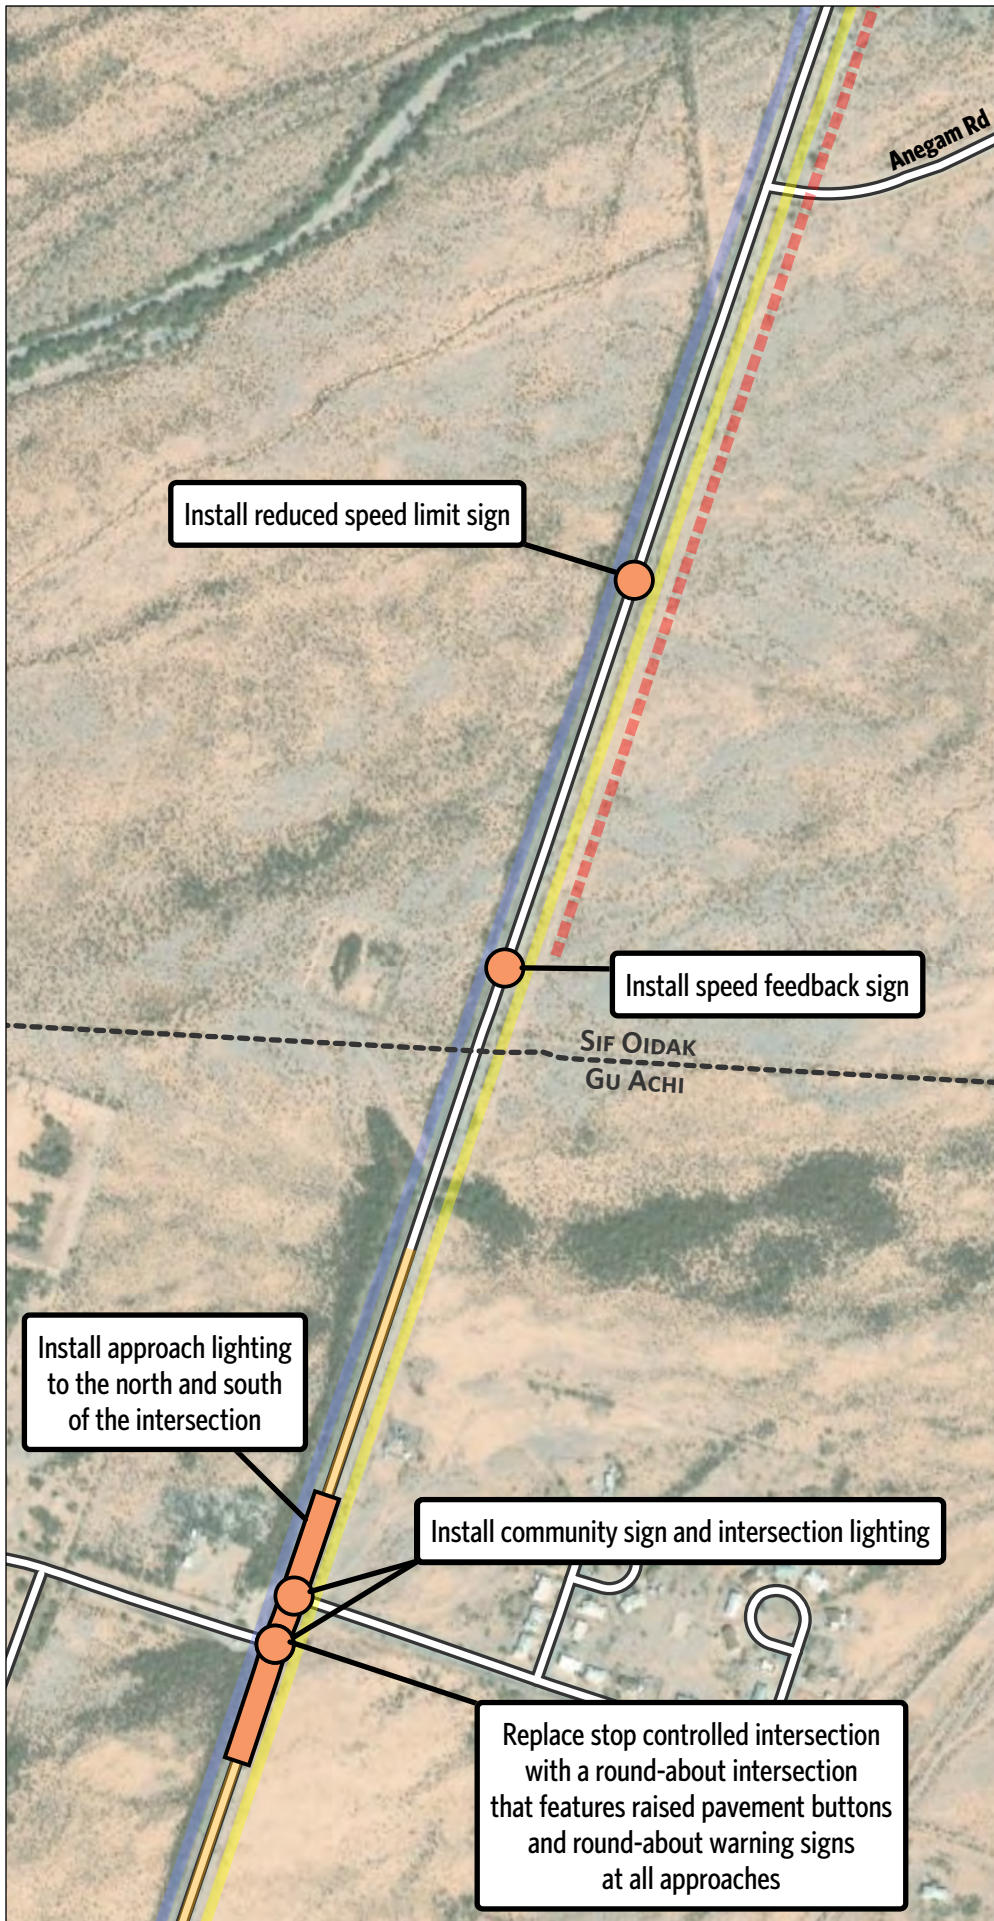 Anegam Rd
Install reduced speed limit sign
Install speed feedback sign
SIF OIDAK
GU ACHI
Install approach lighting
to the north and south
of the intersection
Install community sign and intersection lighting
Replace stop controlled intersection
with a round-about intersection
that features raised pavement buttons
and round-about warning signs
at all approaches